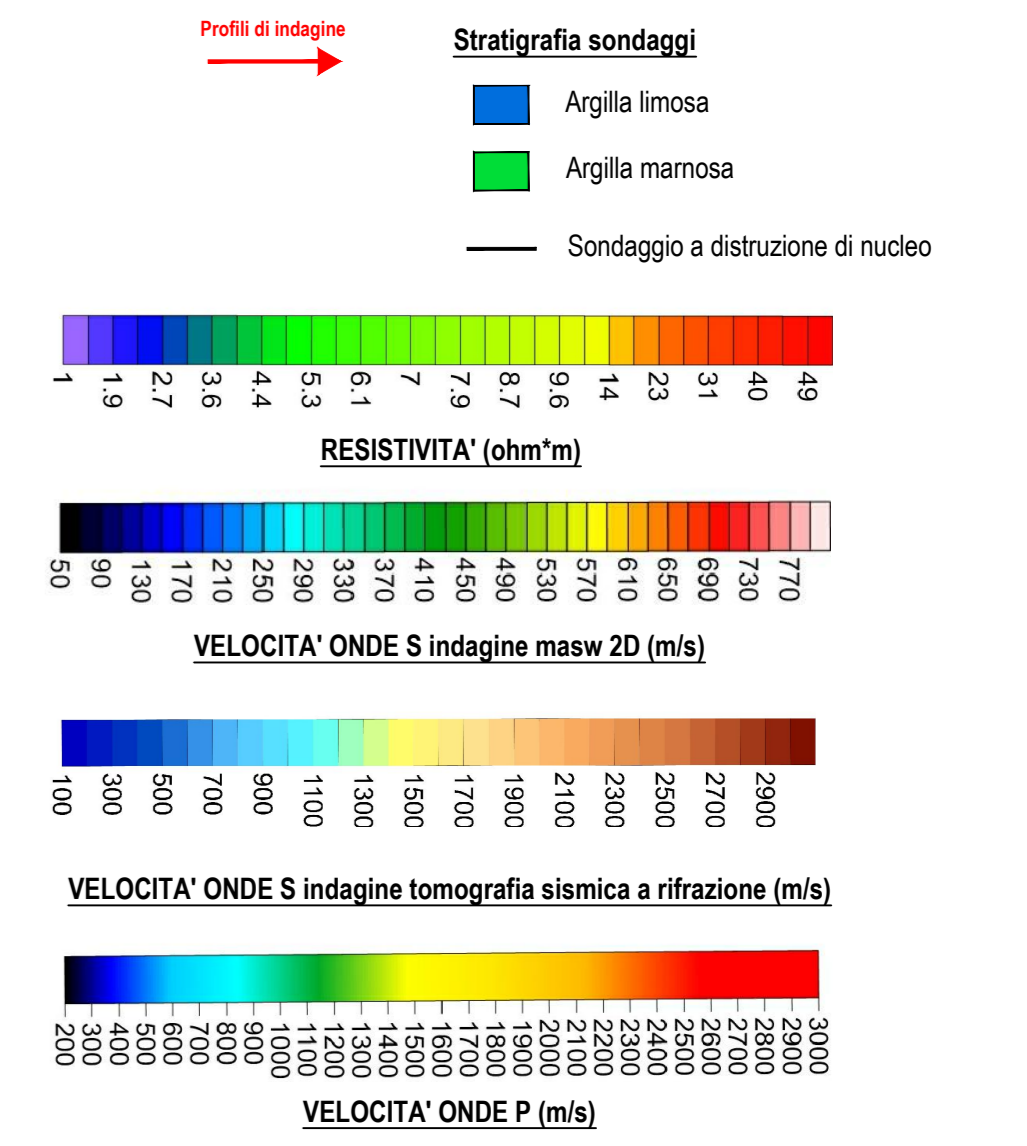 Profili di indagine
Stratigrafia sondaggi
Argilla limosa
Argilla marnosa
Sondaggio a distruzione di nucleo
1 1.9 2.7 3.6 4.4 5.3 6.1 7 7.9 8.7 9.6 14 23 31 40 49
RESISTIVITA' (ohm*m)
50 90 130 170 210 250 290 330 370 410 450 490 530 570 610 650 690 730 770
VELOCITA' ONDE S indagine masw 2D (m/s)
100 300 500 700 900 1100 1300 1500 1700 1900 2100 2300 2500 2700 2900
VELOCITA' ONDE S indagine tomografia sismica a rifrazione (m/s)
200 300 400 500 600 700 800 900 1000 1100 1200 1300 1400 1500 1600 1700 1800 1900 2000 2100 2200 2300 2400 2500 2600 2700 2800 2900 3000
VELOCITA' ONDE P (m/s)